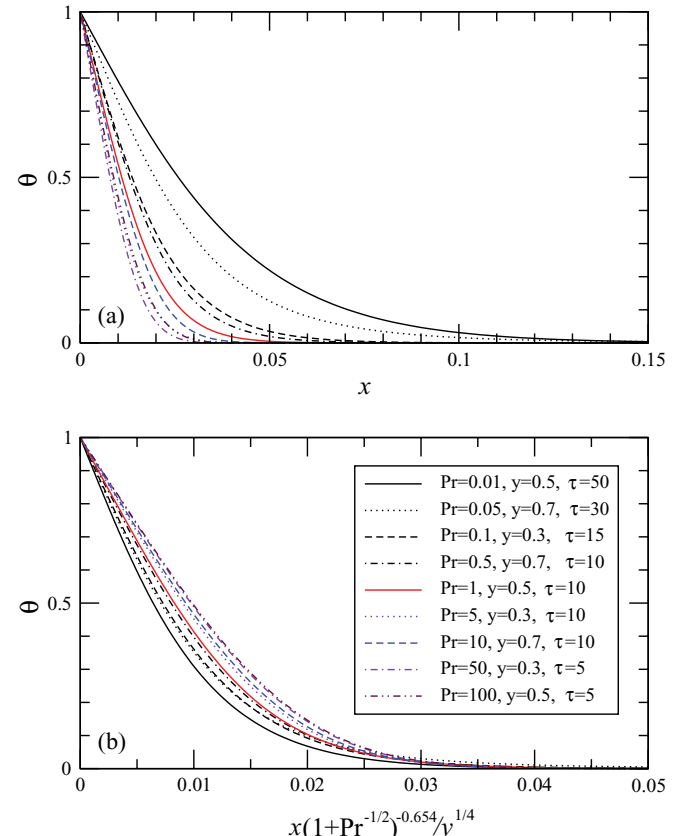 1
θ
0.5
(a)
0
0 0.05 0.1 0.15
x
1
Pr=0.01, y=0.5, τ=50
Pr=0.05, y=0.7, τ=30
Pr=0.1, y=0.3, τ=15
Pr=0.5, y=0.7, τ=10
θ
0.5
Pr=1, y=0.5, τ=10
Pr=5, y=0.3, τ=10
Pr=10, y=0.7, τ=10
Pr=50, y=0.3, τ=5
Pr=100, y=0.5, τ=5
(b)
0
0 0.01 0.02 0.03 0.04 0.05
x(1+Pr^-1/2)^-0.654/y^1/4